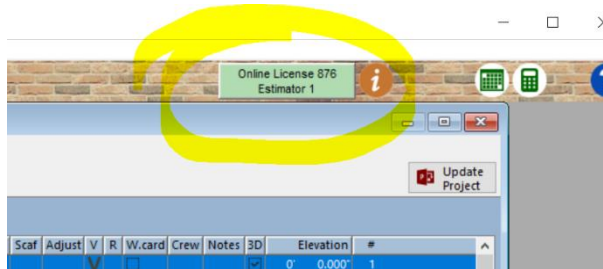 Online License 876
Estimator 1
i
Update
Project
Scaf Adjust V R W.card Crew Notes 3D Elevation #
V 0' 0.000" 1